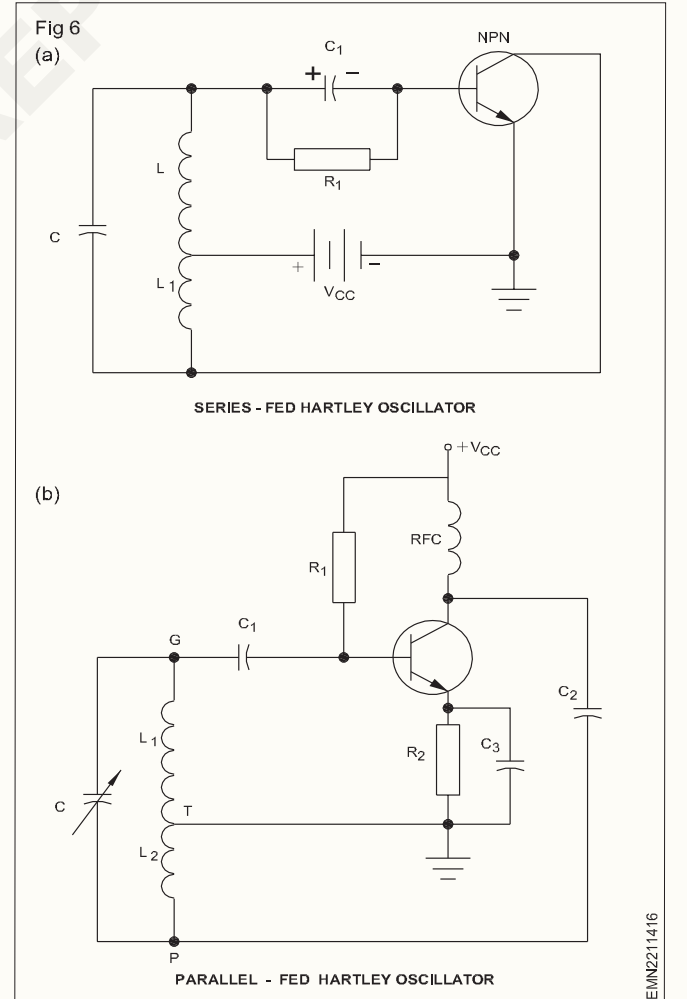 Fig 6
(a)
C1
NPN
+ −
R1
L
C
L1
+ −
VCC
SERIES - FED HARTLEY OSCILLATOR
+VCC
(b)
RFC
R1
C1
G
C2
L1
R2
C3
C
T
L2
P
PARALLEL - FED HARTLEY OSCILLATOR
EMN2211416